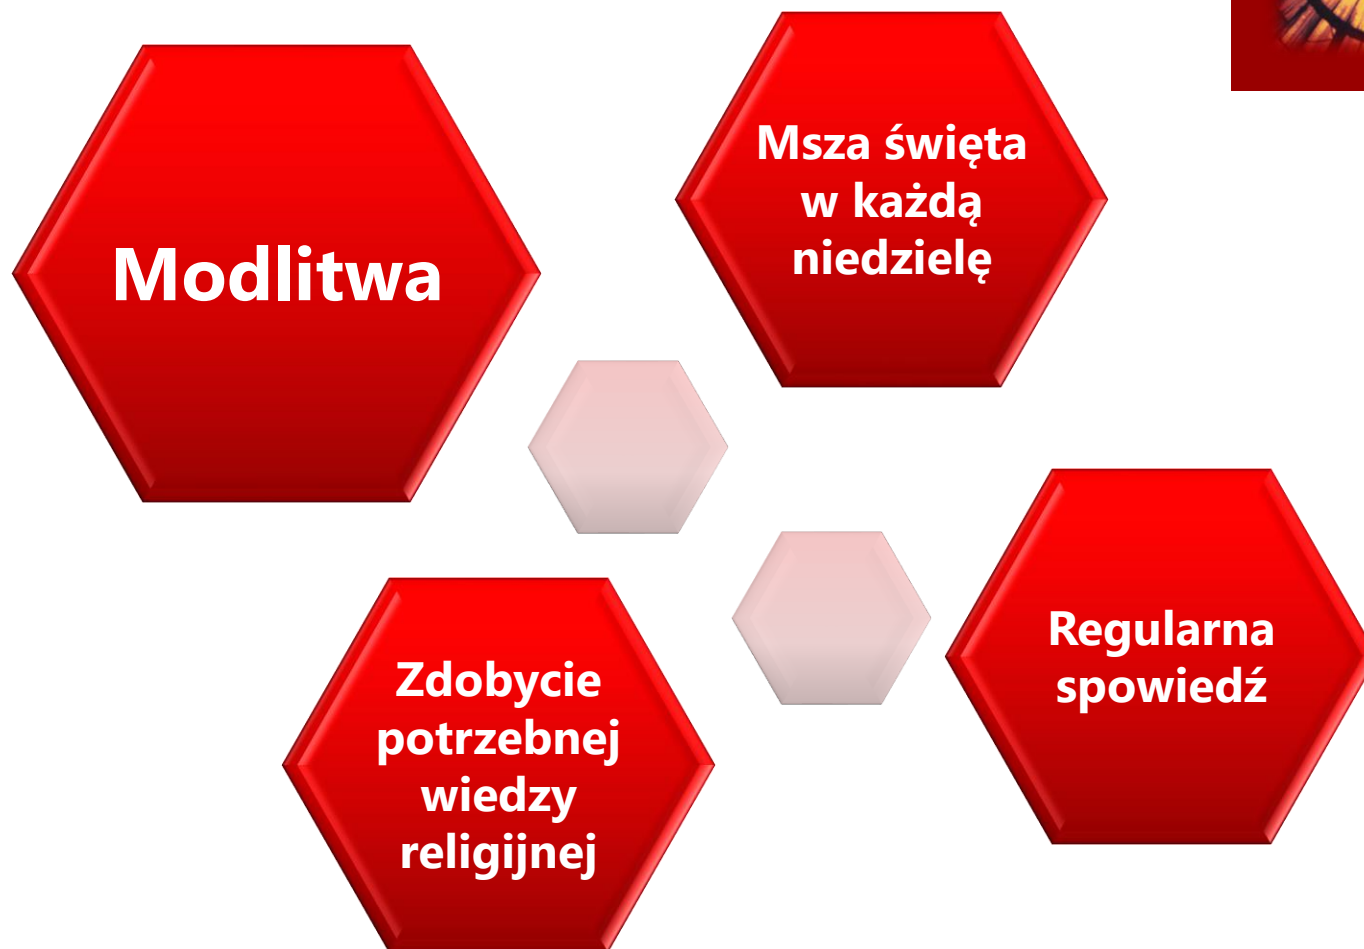 Modlitwa
Msza święta
w każdą
niedzielę
Zdobycie
potrzebnej
wiedzy
religijnej
Regularna
spowiedź